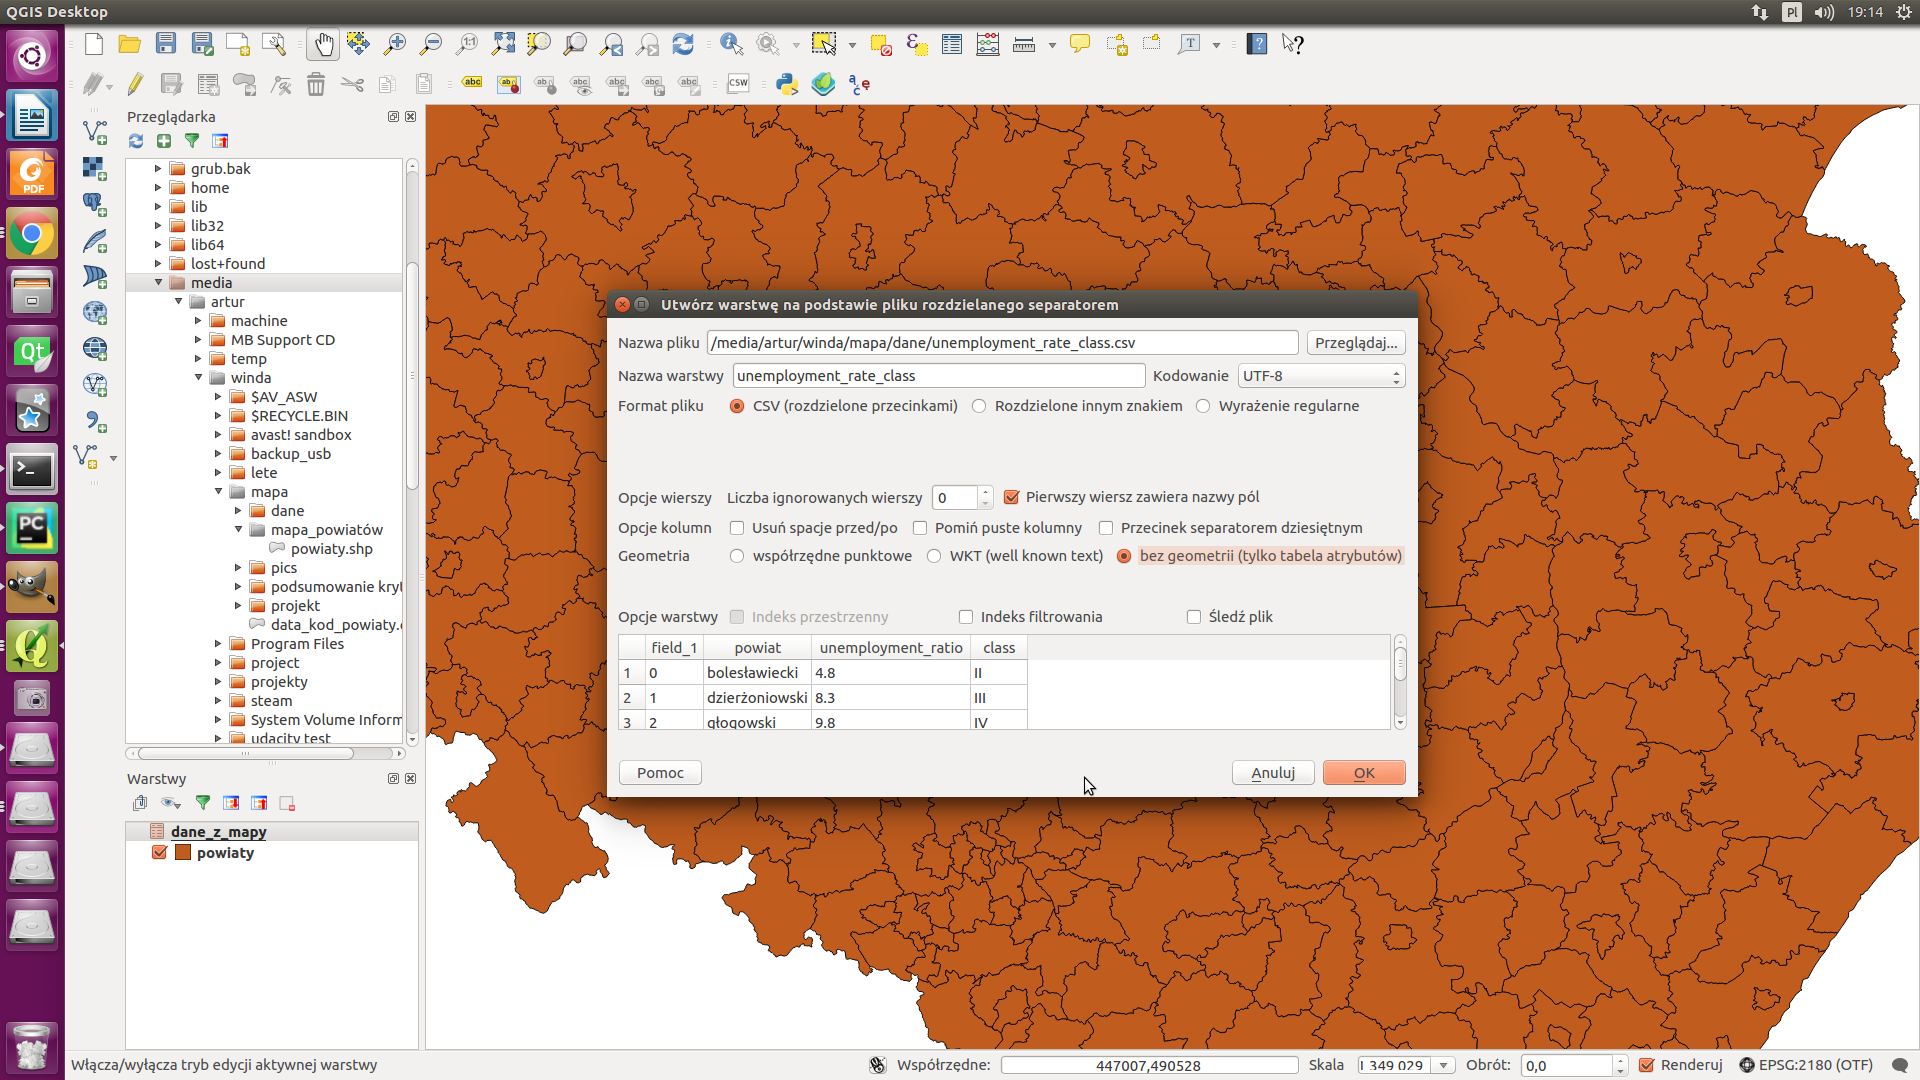 QGIS Desktop
Pl
19:14
Przeglądarka
grub.bak
home
lib
lib32
lib64
lost+found
media
artur
machine
MB Support CD
temp
winda
$AV_ASW
$RECYCLE.BIN
avast! sandbox
backup_usb
lete
mapa
dane
mapa_powiatów
powiaty.shp
pics
podsumowanie kry
projekt
data_kod_powiaty.
Program Files
project
projekty
steam
System Volume Inform
udacity test
Warstwy
dane_z_mapy
powiaty
Utwórz warstwę na podstawie pliku rozdzielanego separatorem
Nazwa pliku /media/artur/winda/mapa/dane/unemployment_rate_class.csv Przeglądaj...
Nazwa warstwy unemployment_rate_class Kodowanie UTF-8
Format pliku CSV (rozdzielone przecinkami) Rozdzielone innym znakiem Wyrażenie regularne
Opcje wierszy Liczba ignorowanych wierszy 0 Pierwszy wiersz zawiera nazwy pól
Opcje kolumn Usuń spacje przed/po Pomiń puste kolumny Przecinek separatorem dziesiętnym
Geometria współrzędne punktowe WKT (well known text) bez geometrii (tylko tabela atrybutów)
Opcje warstwy Indeks przestrzenny Indeks filtrowania Śledź plik
field_1 powiat unemployment_ratio class
1 0 bolesławiecki 4.8 II
2 1 dzierżoniowski 8.3 III
3 2 głogowski 9.8 IV
Pomoc Anuluj OK
Włącza/wyłącza tryb edycji aktywnej warstwy
Współrzędne: 447007,490528 Skala 349 029 Obrót: 0,0 Renderuj EPSG:2180 (OTF)
PDF
Qt
PC
abc
abc
CSW